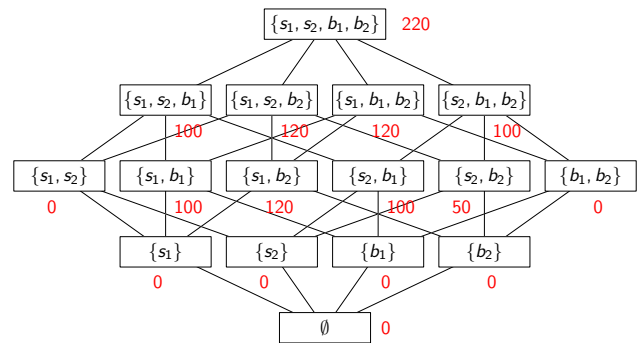 {s₁, s₂, b₁, b₂} 220
{s₁, s₂, b₁} {s₁, s₂, b₂} {s₁, b₁, b₂} {s₂, b₁, b₂}
100 120 120 100
{s₁, s₂} {s₁, b₁} {s₁, b₂} {s₂, b₁} {s₂, b₂} {b₁, b₂}
0 100 120 100 50 0
{s₁} {s₂} {b₁} {b₂}
0 0 0 0
∅ 0